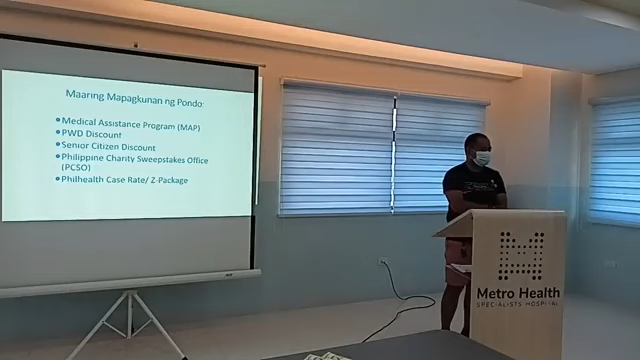 Maaring Mapagkunan ng Pondo:
•Medical Assistance Program (MAP)
•PWD Discount
•Senior Citizen Discount
•Philippine Charity Sweepstakes Office
(PCSO)
•Philhealth Case Rate/ Z-Package
Metro Health
SPECIALISTS HOSPITAL